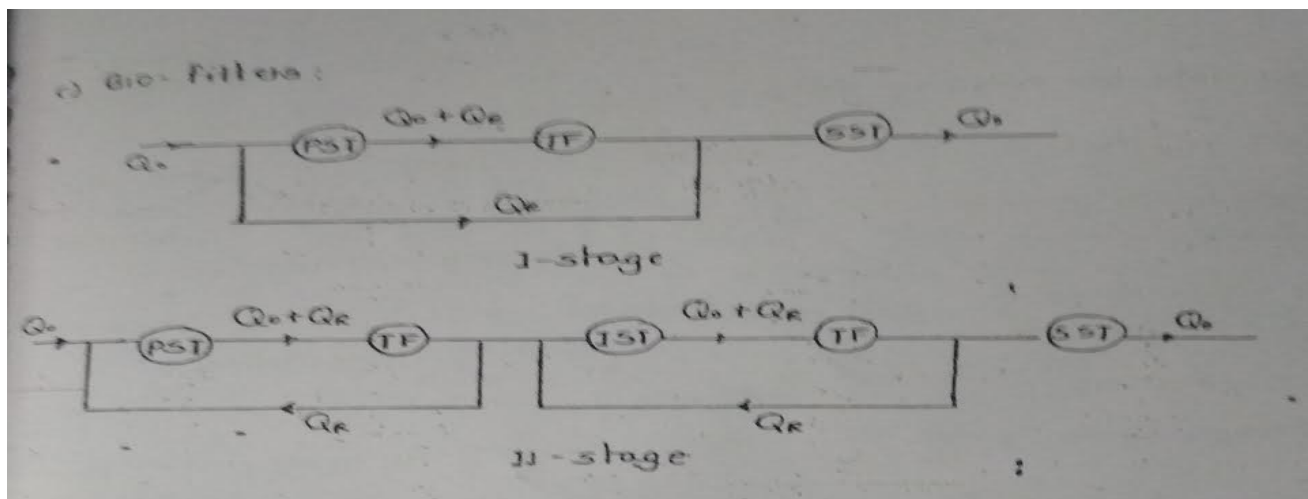 c) Bio-filters:
Q₀ PST Q₀ + QR TF SST Q₀
QR
I-stage
Q₀ PST Q₀ + QR TF IST Q₀ + QR TF SST Q₀
QR QR
II-stage